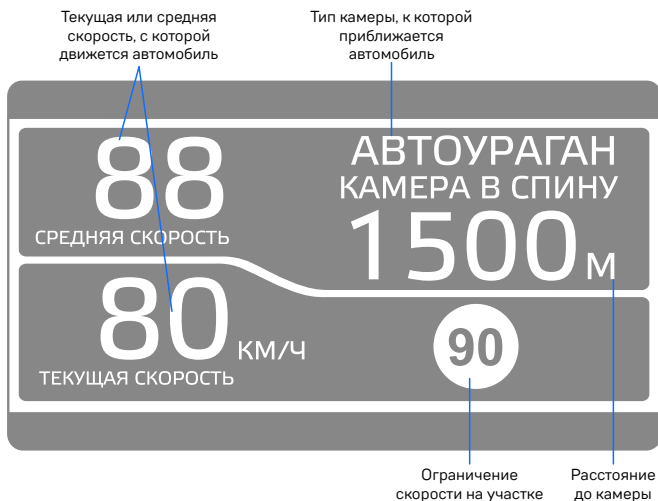 Текущая или средняя
скорость, с которой
движется автомобиль
Тип камеры, к которой
приближается
автомобиль
88
СРЕДНЯЯ СКОРОСТЬ
АВТОУРАГАН
КАМЕРА В СПИНУ
1500 М
80 КМ/Ч
ТЕКУЩАЯ СКОРОСТЬ
90
Ограничение
скорости на участке
Расстояние
до камеры